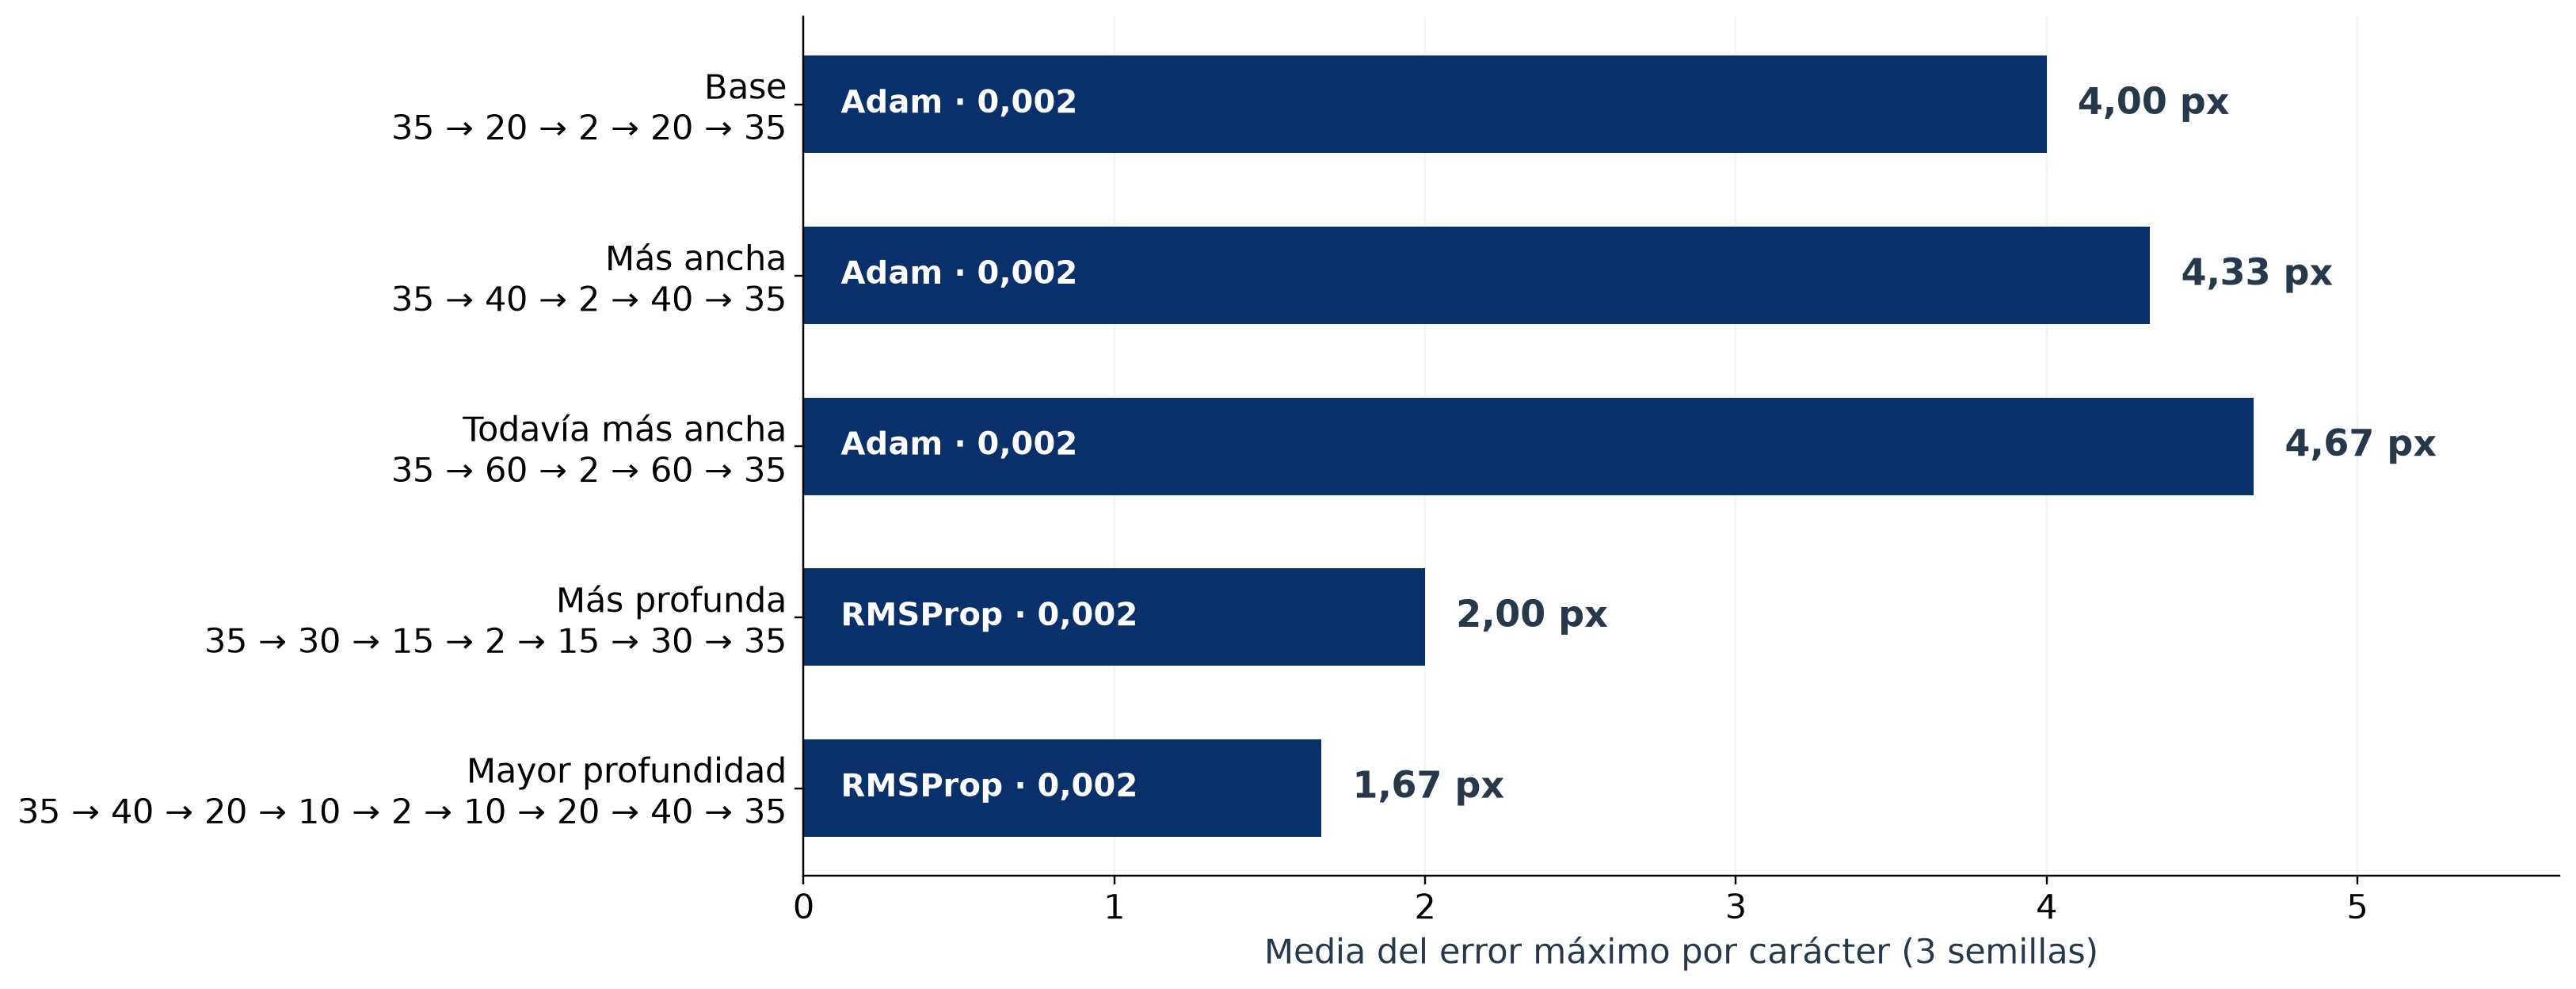 Base
35 → 20 → 2 → 20 → 35
Adam · 0,002
4,00 px
Más ancha
35 → 40 → 2 → 40 → 35
Adam · 0,002
4,33 px
Todavía más ancha
35 → 60 → 2 → 60 → 35
Adam · 0,002
4,67 px
Más profunda
35 → 30 → 15 → 2 → 15 → 30 → 35
RMSProp · 0,002
2,00 px
Mayor profundidad
35 → 40 → 20 → 10 → 2 → 10 → 20 → 40 → 35
RMSProp · 0,002
1,67 px
0 1 2 3 4 5
Media del error máximo por carácter (3 semillas)